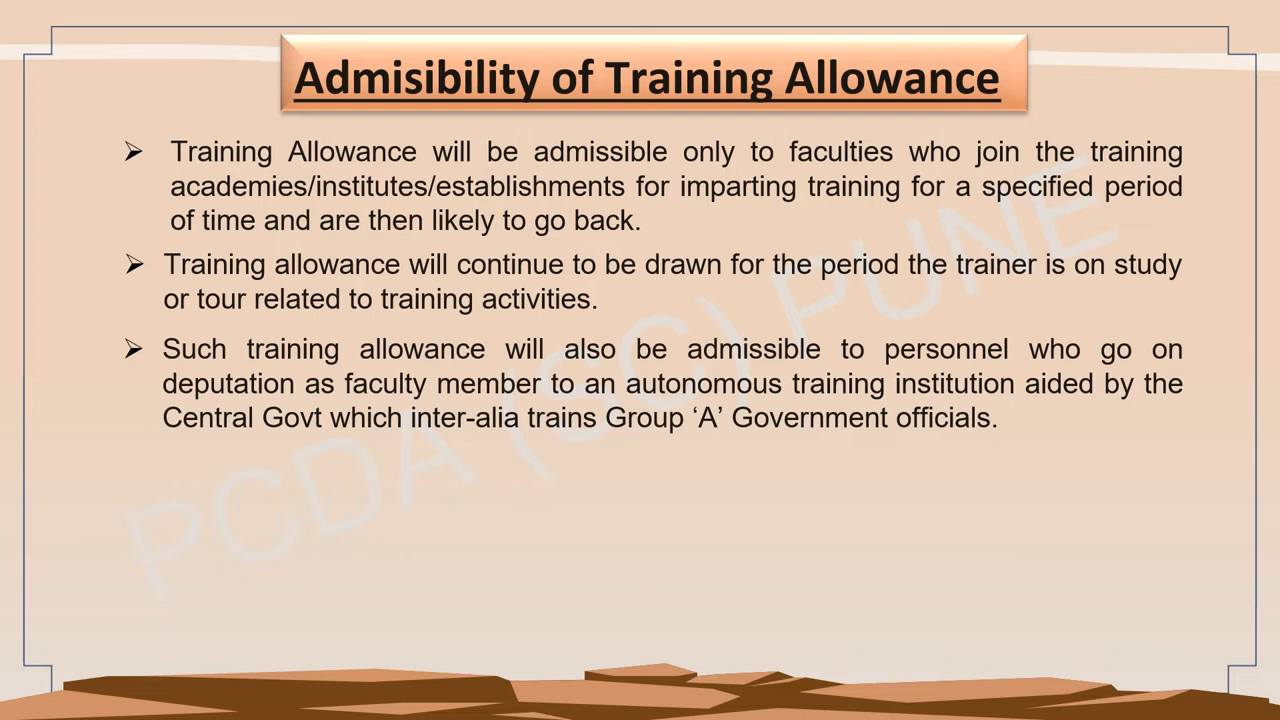 Admisibility of Training Allowance
➢ Training Allowance will be admissible only to faculties who join the training
academies/institutes/establishments for imparting training for a specified period
of time and are then likely to go back.
➢ Training allowance will continue to be drawn for the period the trainer is on study
or tour related to training activities.
➢ Such training allowance will also be admissible to personnel who go on
deputation as faculty member to an autonomous training institution aided by the
Central Govt which inter-alia trains Group ‘A’ Government officials.
PCDA (SC) PUNE